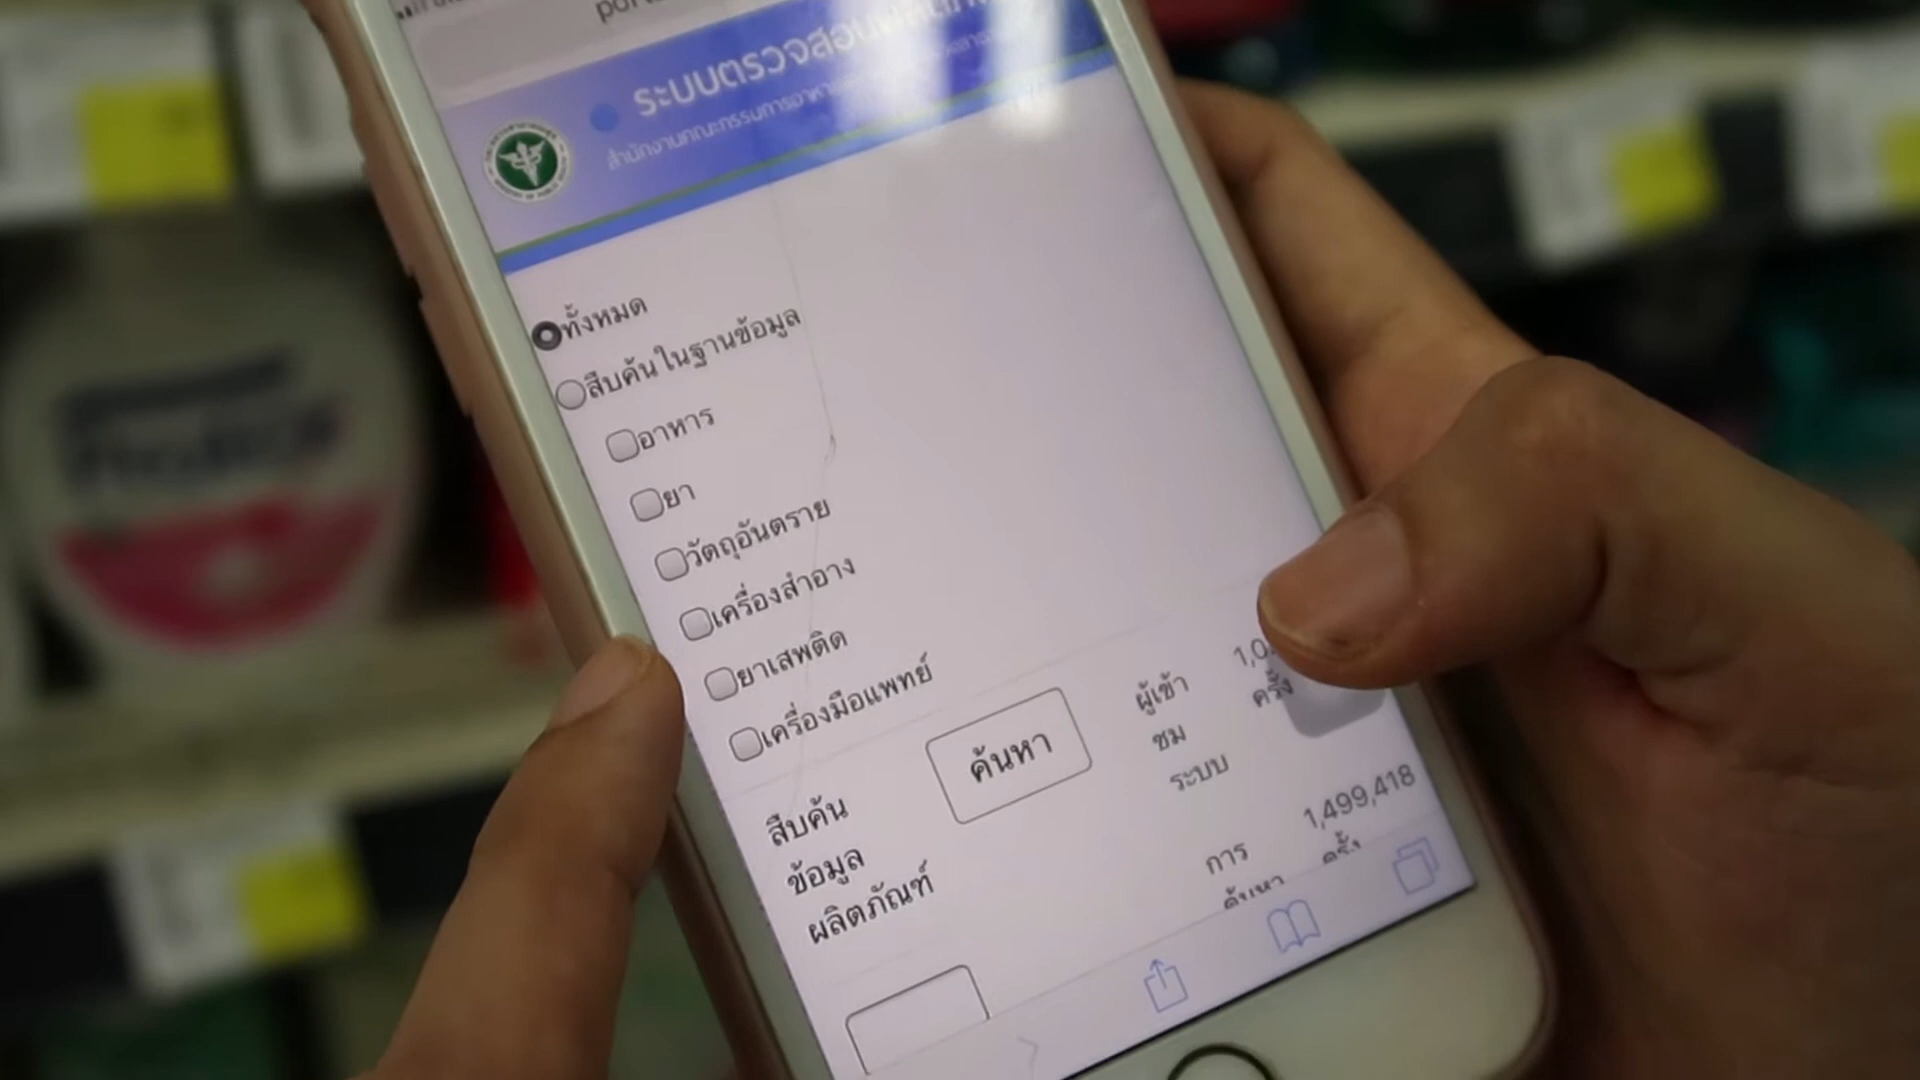 ระบบตรวจสอบ
สำนักงานคณะกรรมการอาหาร
ทั้งหมด
สืบค้นในฐานข้อมูล
อาหาร
ยา
วัตถุอันตราย
เครื่องสำอาง
ยาเสพติด
เครื่องมือแพทย์
สืบค้น
ข้อมูล
ผลิตภัณฑ์
ค้นหา
ผู้เข้า
ชม
ระบบ
ครั้ง
การ
ค้นหา
1,499,418
ครั้ง